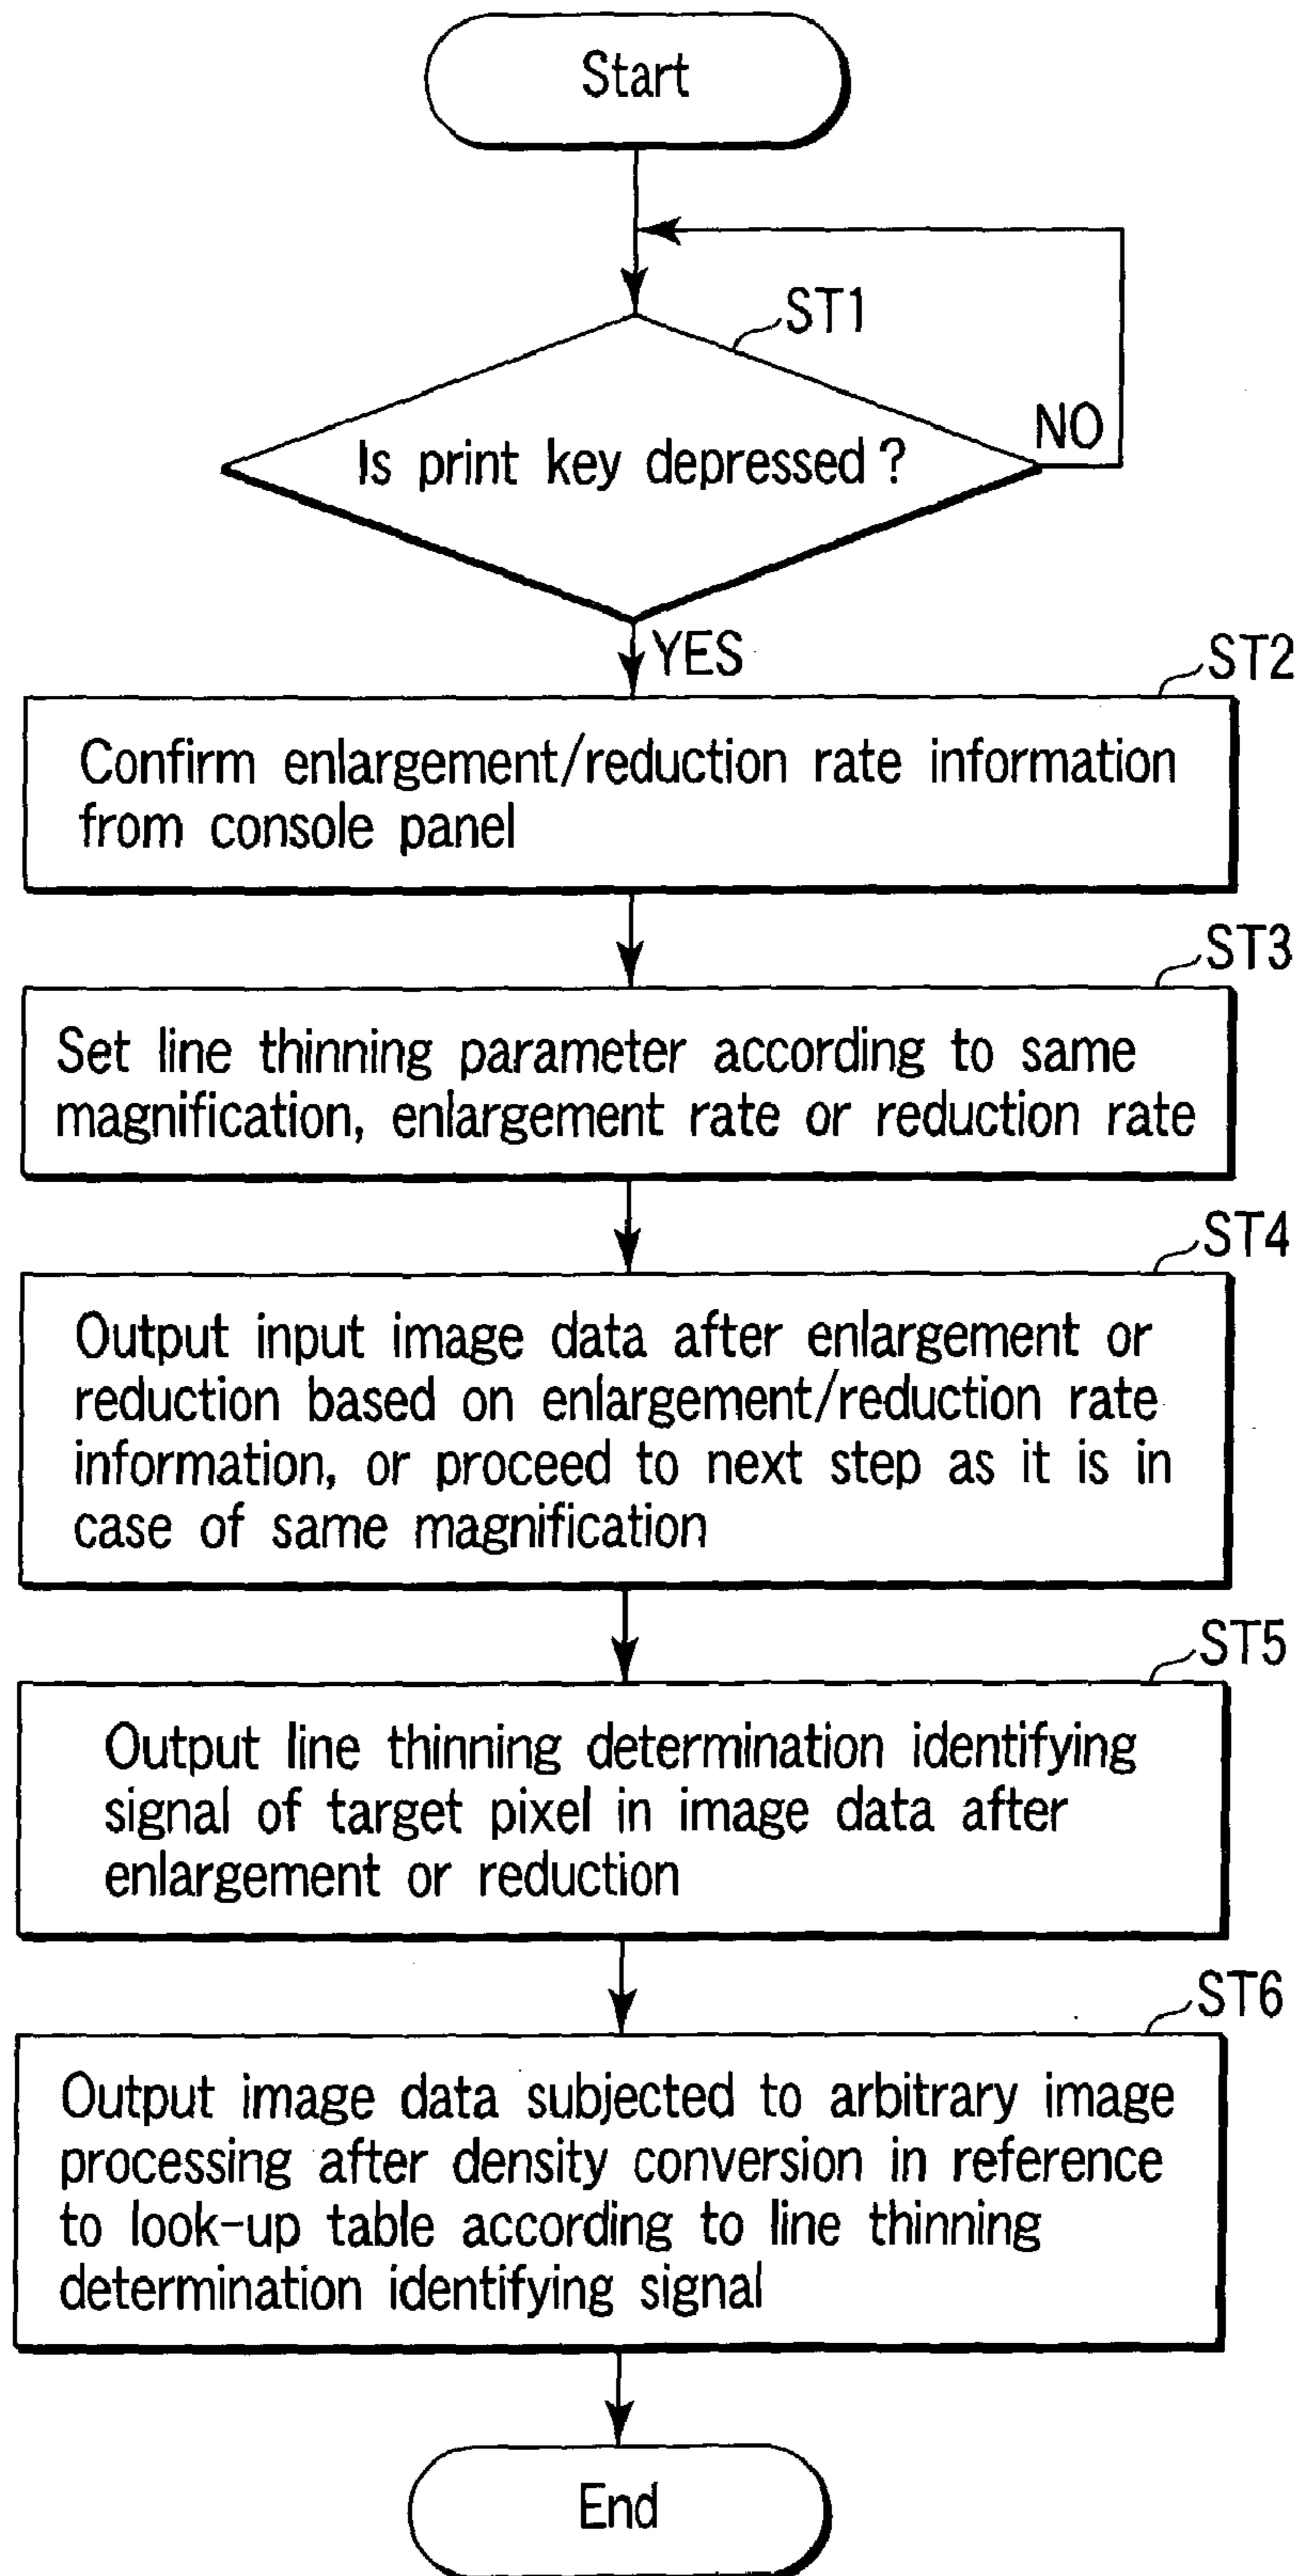 Start
ST1
Is print key depressed ?
NO
YES
ST2
Confirm enlargement/reduction rate information
from console panel
ST3
Set line thinning parameter according to same
magnification, enlargement rate or reduction rate
ST4
Output input image data after enlargement or
reduction based on enlargement/reduction rate
information, or proceed to next step as it is in
case of same magnification
ST5
Output line thinning determination identifying
signal of target pixel in image data after
enlargement or reduction
ST6
Output image data subjected to arbitrary image
processing after density conversion in reference
to look-up table according to line thinning
determination identifying signal
End